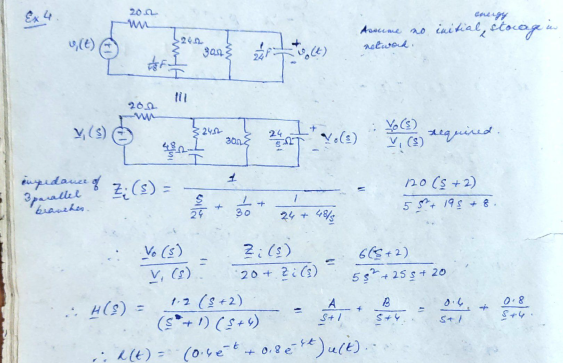 Ex 4
20Ω
v₁(t)
24Ω
30Ω
1/48 F
1/24 F
+ v₀(t) -
Assume no initial energy storage in
network.
III
20Ω
V₁(s)
24Ω
48/s Ω
30Ω
24/s Ω
+ V₀(s) -
∴ V₀(s)/V₁(s) required.
impedance of
3 parallel
branches.
Zi(s) = 1 / (s/24 + 1/30 + 1/(24 + 48/s)) = 120(s+2) / (5s² + 19s + 8)
∴ V₀(s)/V₁(s) = Zi(s) / (20 + Zi(s)) = 6(s+2) / (5s² + 25s + 20)
∴ H(s) = 1.2(s+2) / ((s+1)(s+4)) = A/(s+1) + B/(s+4) = 0.4/(s+1) + 0.8/(s+4)
∴ h(t) = (0.4e^-t + 0.8e^-4t) u(t).